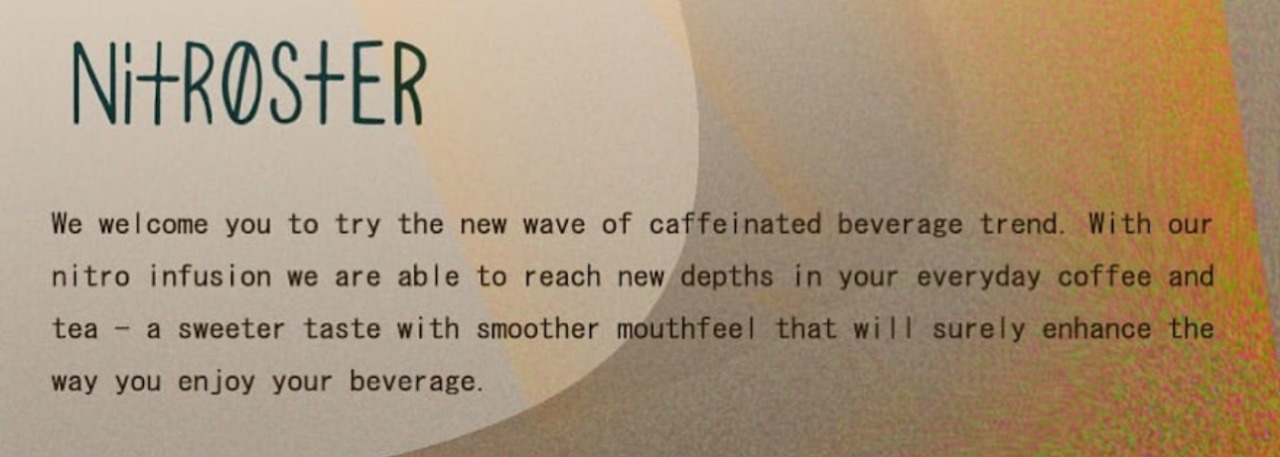 NiTRØSTER
We welcome you to try the new wave of caffeinated beverage trend. With our
nitro infusion we are able to reach new depths in your everyday coffee and
tea – a sweeter taste with smoother mouthfeel that will surely enhance the
way you enjoy your beverage.